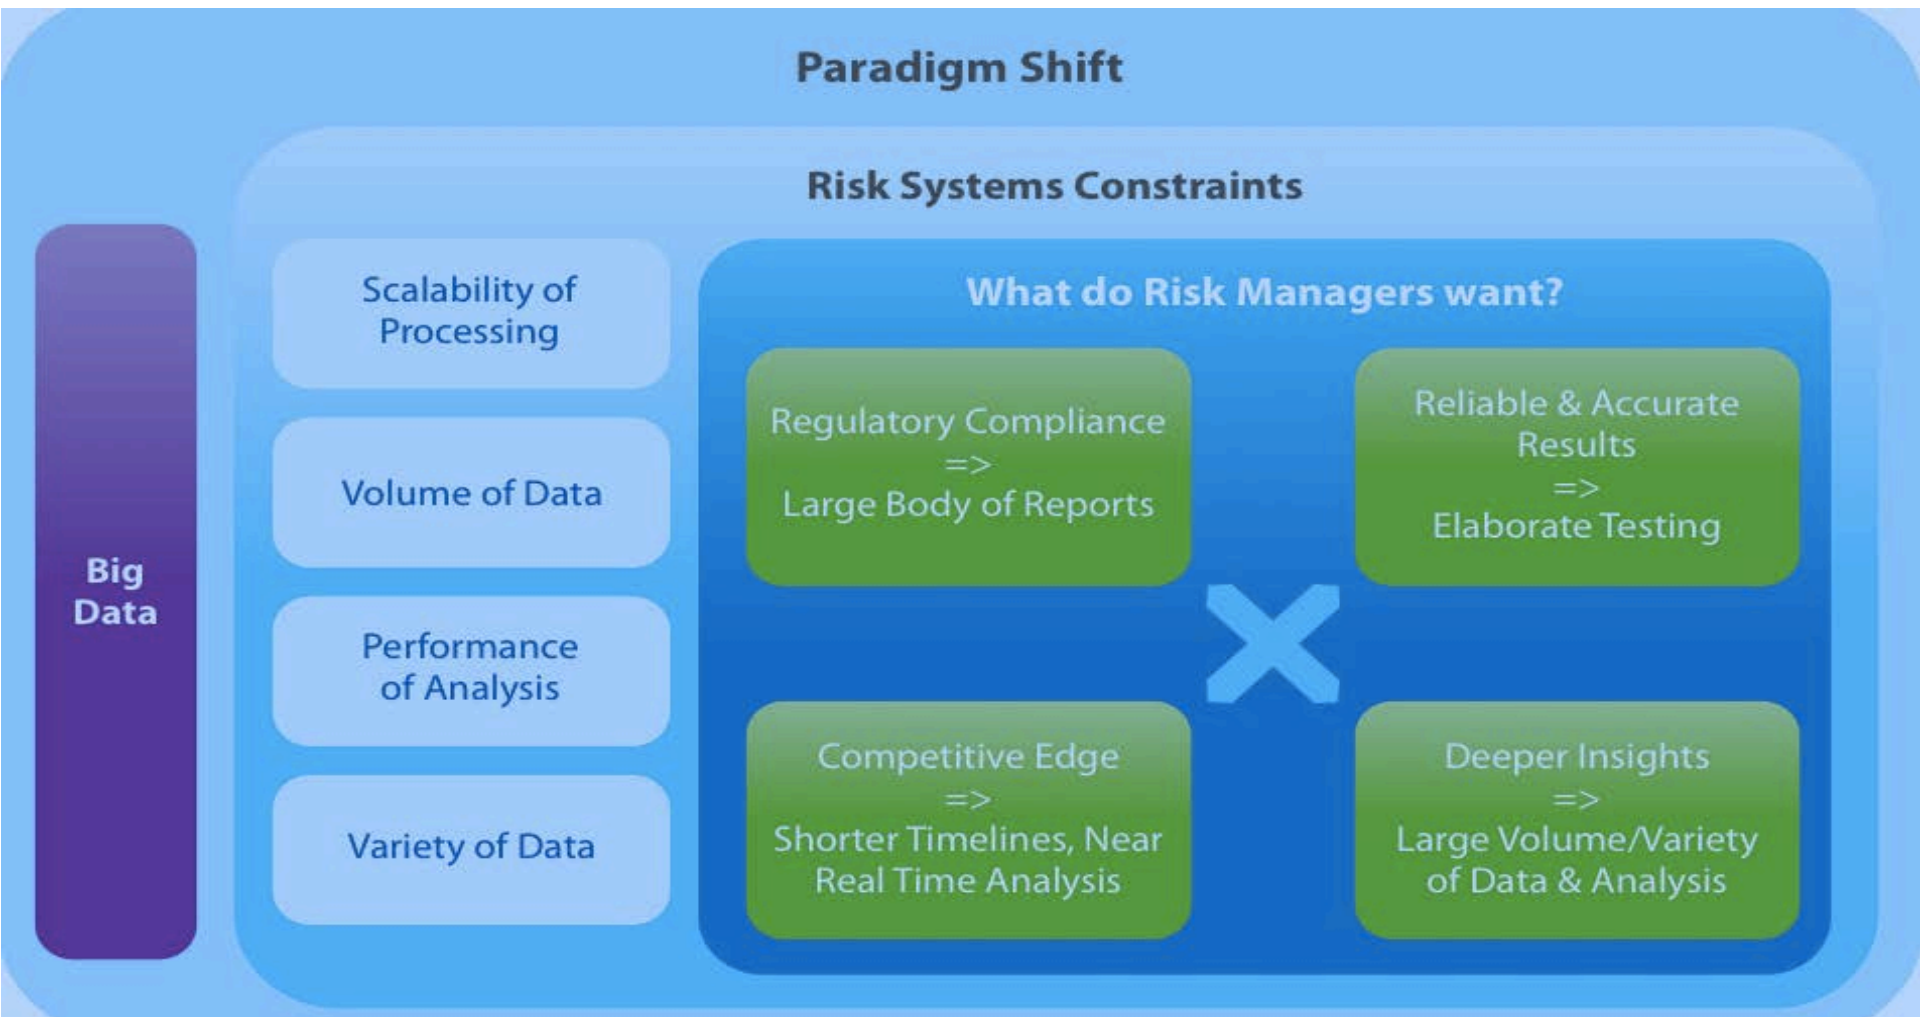 Paradigm Shift
Risk Systems Constraints
Big
Data
Scalability of
Processing
Volume of Data
Performance
of Analysis
Variety of Data
What do Risk Managers want?
Regulatory Compliance
=>
Large Body of Reports
Reliable & Accurate
Results
=>
Elaborate Testing
Competitive Edge
=>
Shorter Timelines, Near
Real Time Analysis
Deeper Insights
=>
Large Volume/Variety
of Data & Analysis